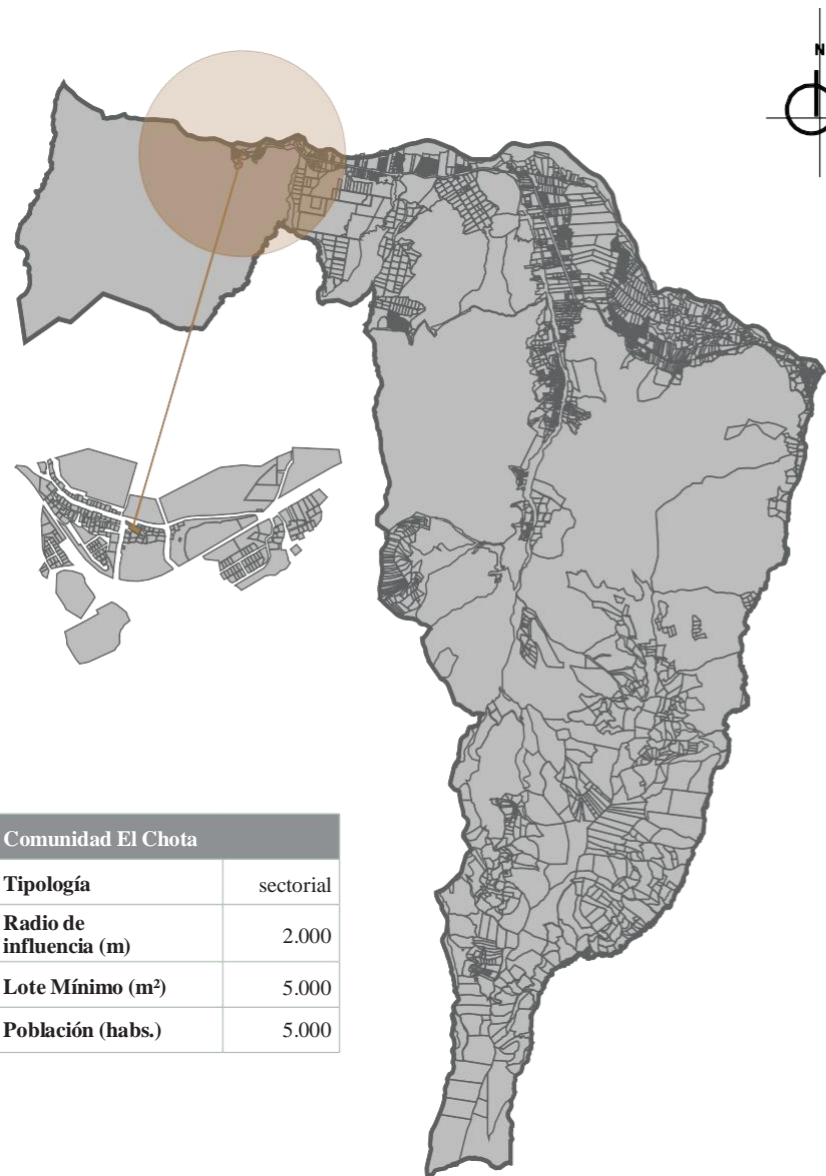 N
Comunidad El Chota
Tipología sectorial
Radio de
influencia (m) 2.000
Lote Mínimo (m²) 5.000
Población (habs.) 5.000